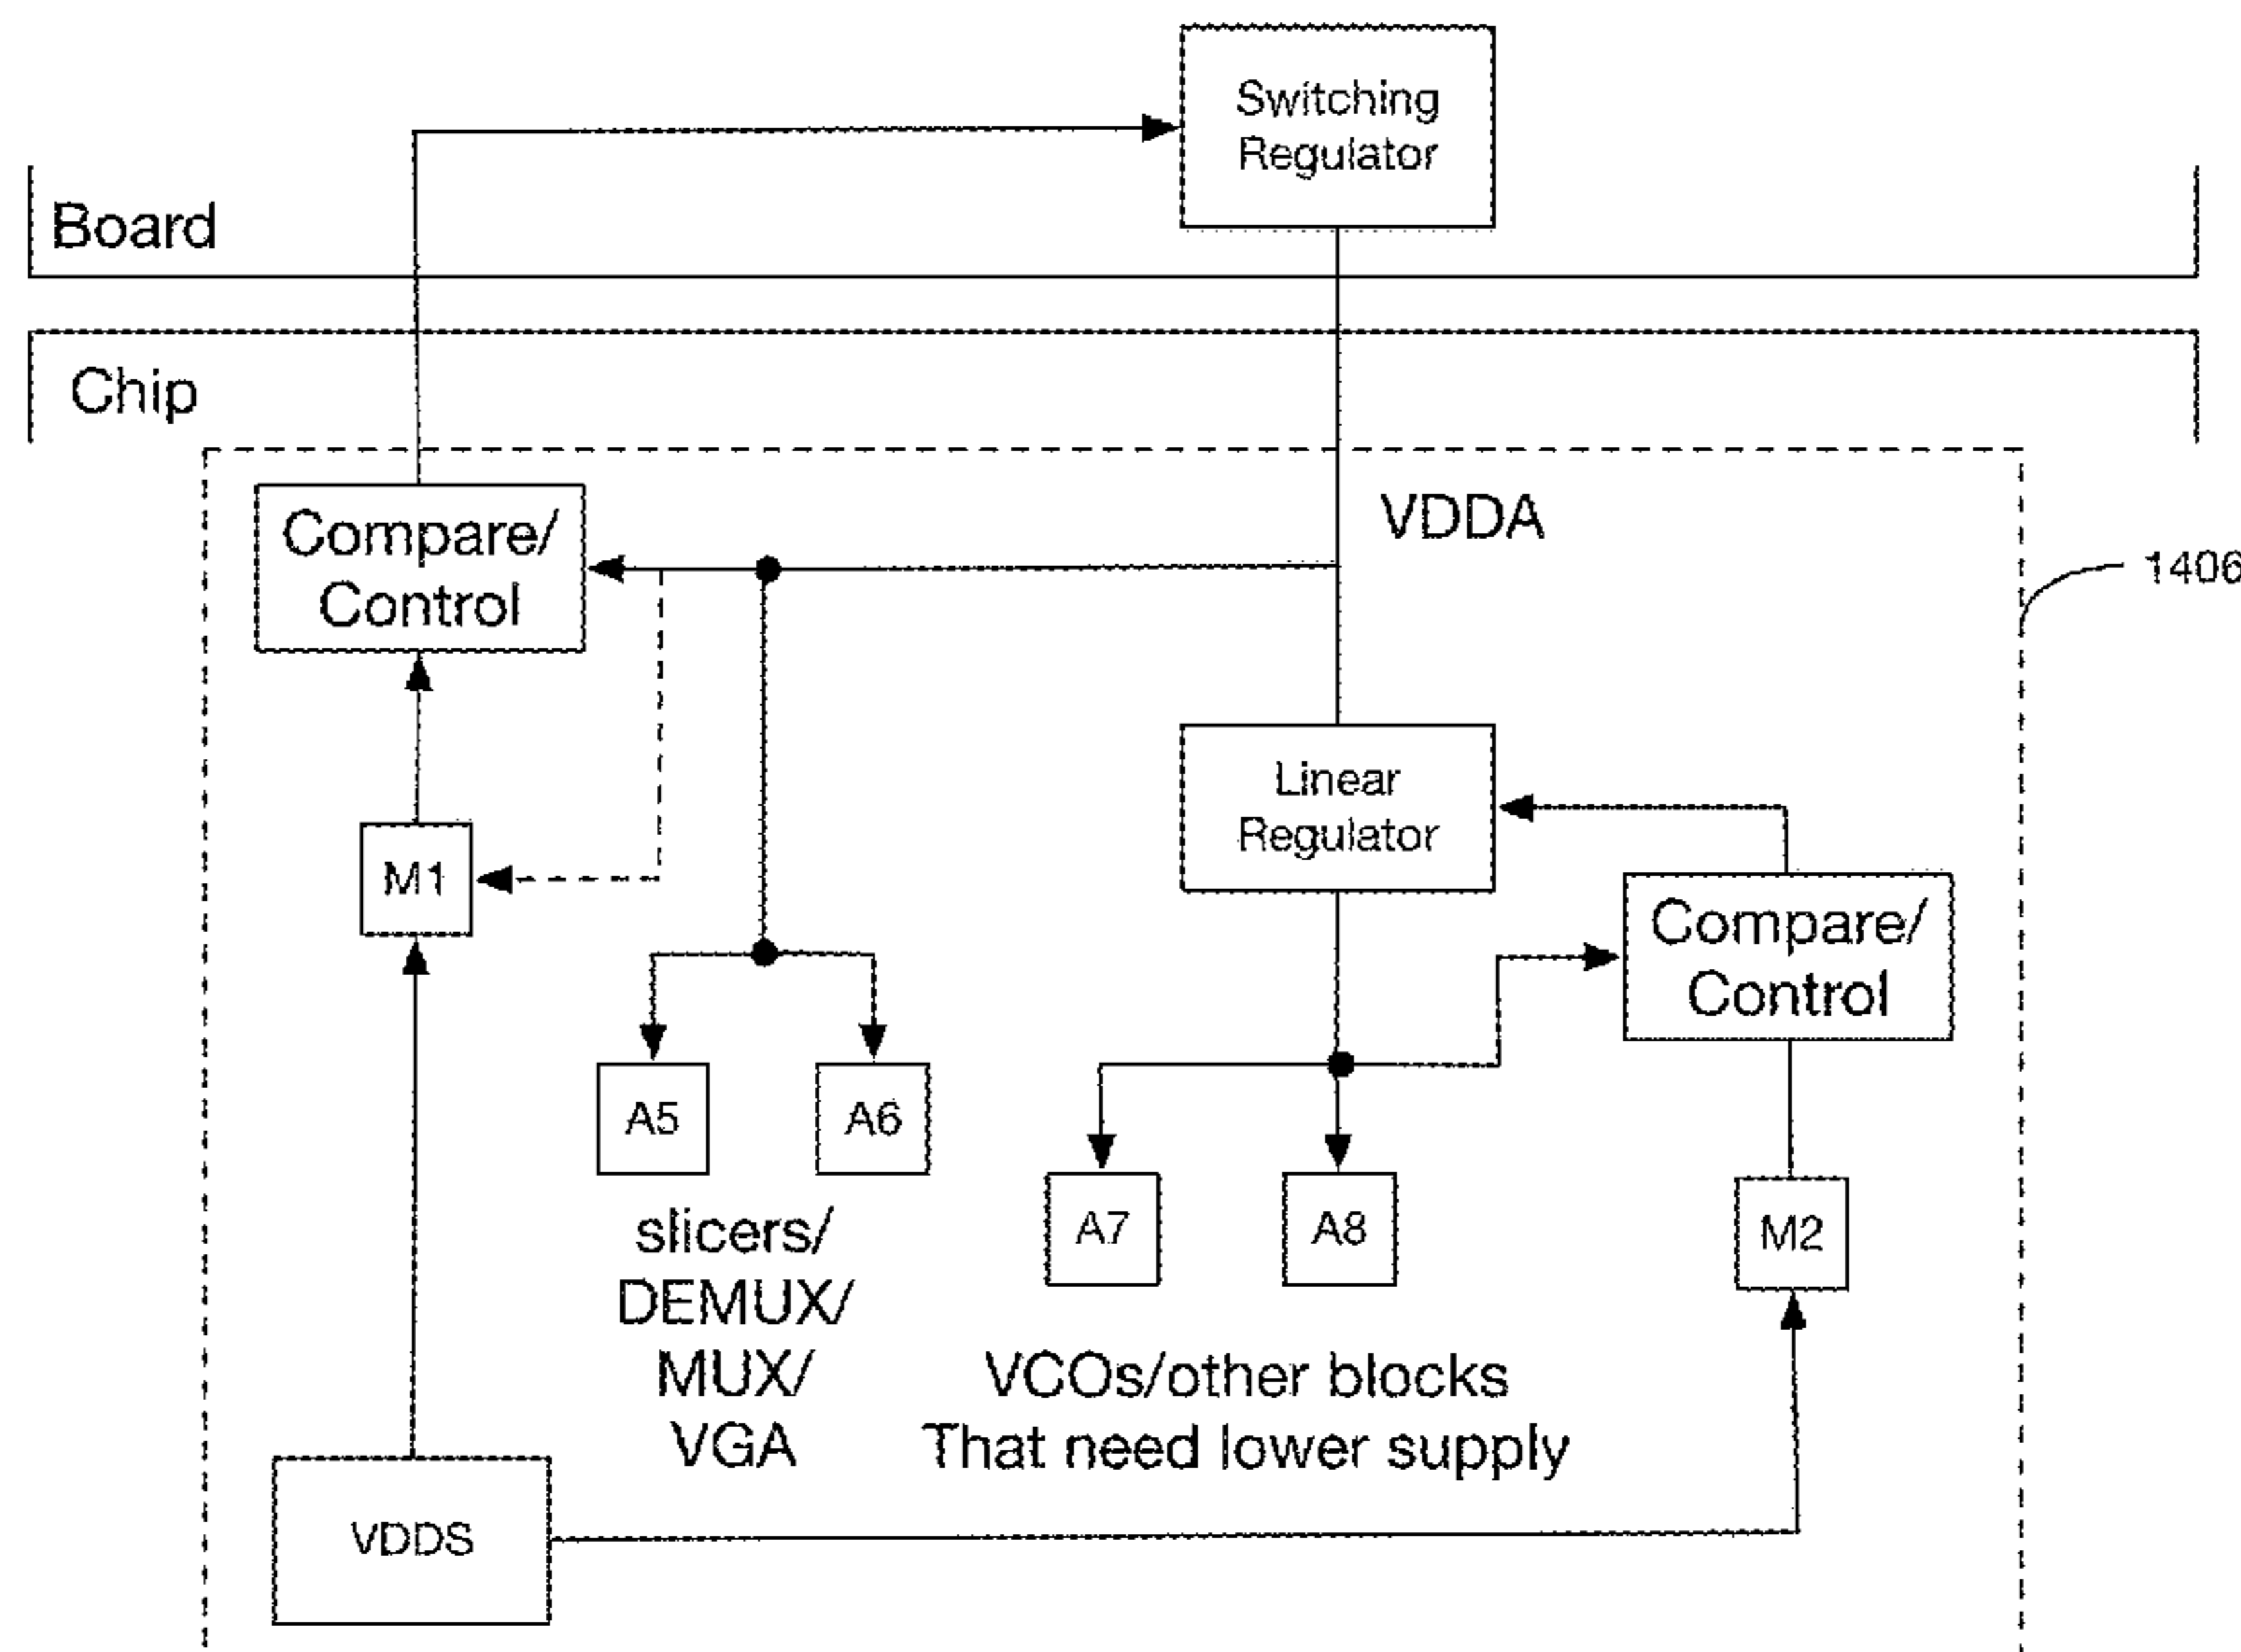 Switching
Regulator
Board
Chip
Compare/
Control
VDDA
1406
Linear
Regulator
M1
Compare/
Control
A5
A6
A7
A8
M2
slicers/
DEMUX/
MUX/
VGA
VCOs/other blocks
That need lower supply
VDDS